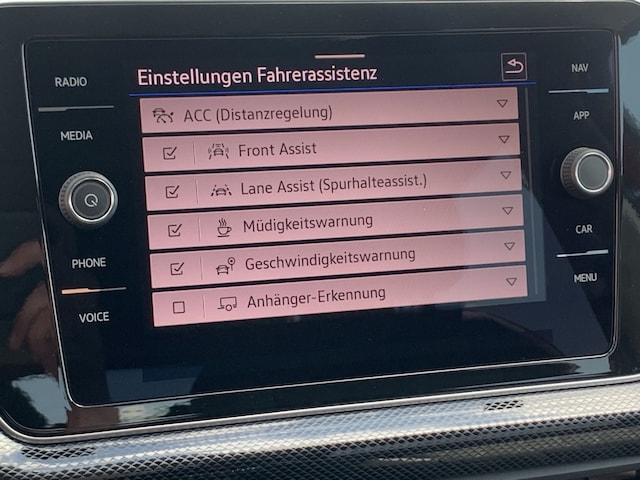 Einstellungen Fahrerassistenz
ACC (Distanzregelung)
Front Assist
Lane Assist (Spurhalteassist.)
Müdigkeitswarnung
Geschwindigkeitswarnung
Anhänger-Erkennung
RADIO
MEDIA
PHONE
VOICE
NAV
APP
CAR
MENU